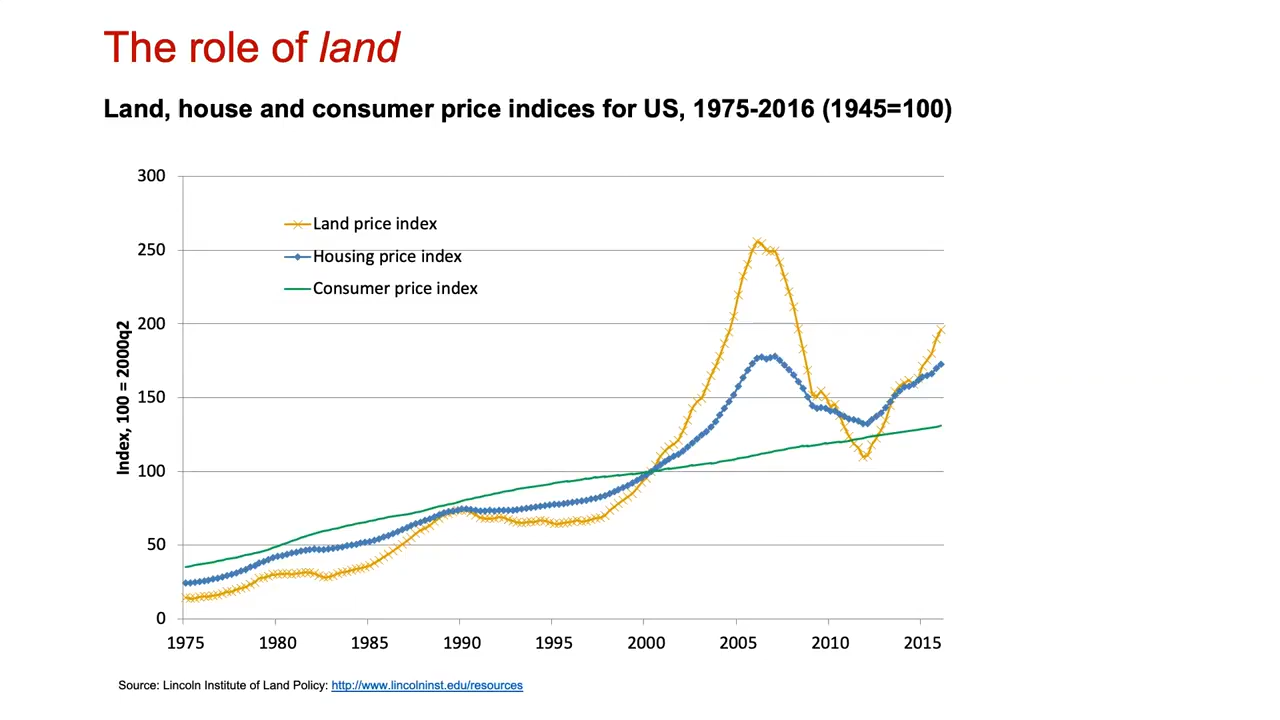 The role of land
Land, house and consumer price indices for US, 1975-2016 (1945=100)
300
250
200
150
100
50
0
Index, 100 = 2000q2
Land price index
Housing price index
Consumer price index
1975 1980 1985 1990 1995 2000 2005 2010 2015
Source: Lincoln Institute of Land Policy: http://www.lincolninst.edu/resources